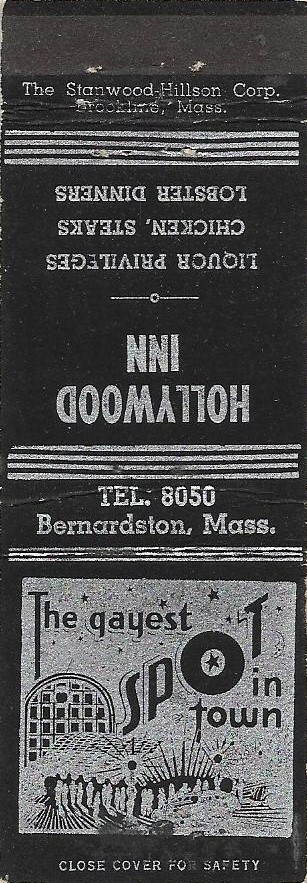 The Stanwood-Hillson Corp.
Brookline, Mass.
HOLLYWOOD
INN
LIQUOR PRIVILEGES
CHICKEN, STEAKS
LOBSTER DINNERS
TEL. 8050
Bernardston, Mass.
The gayest
SPOT
in
town
CLOSE COVER FOR SAFETY